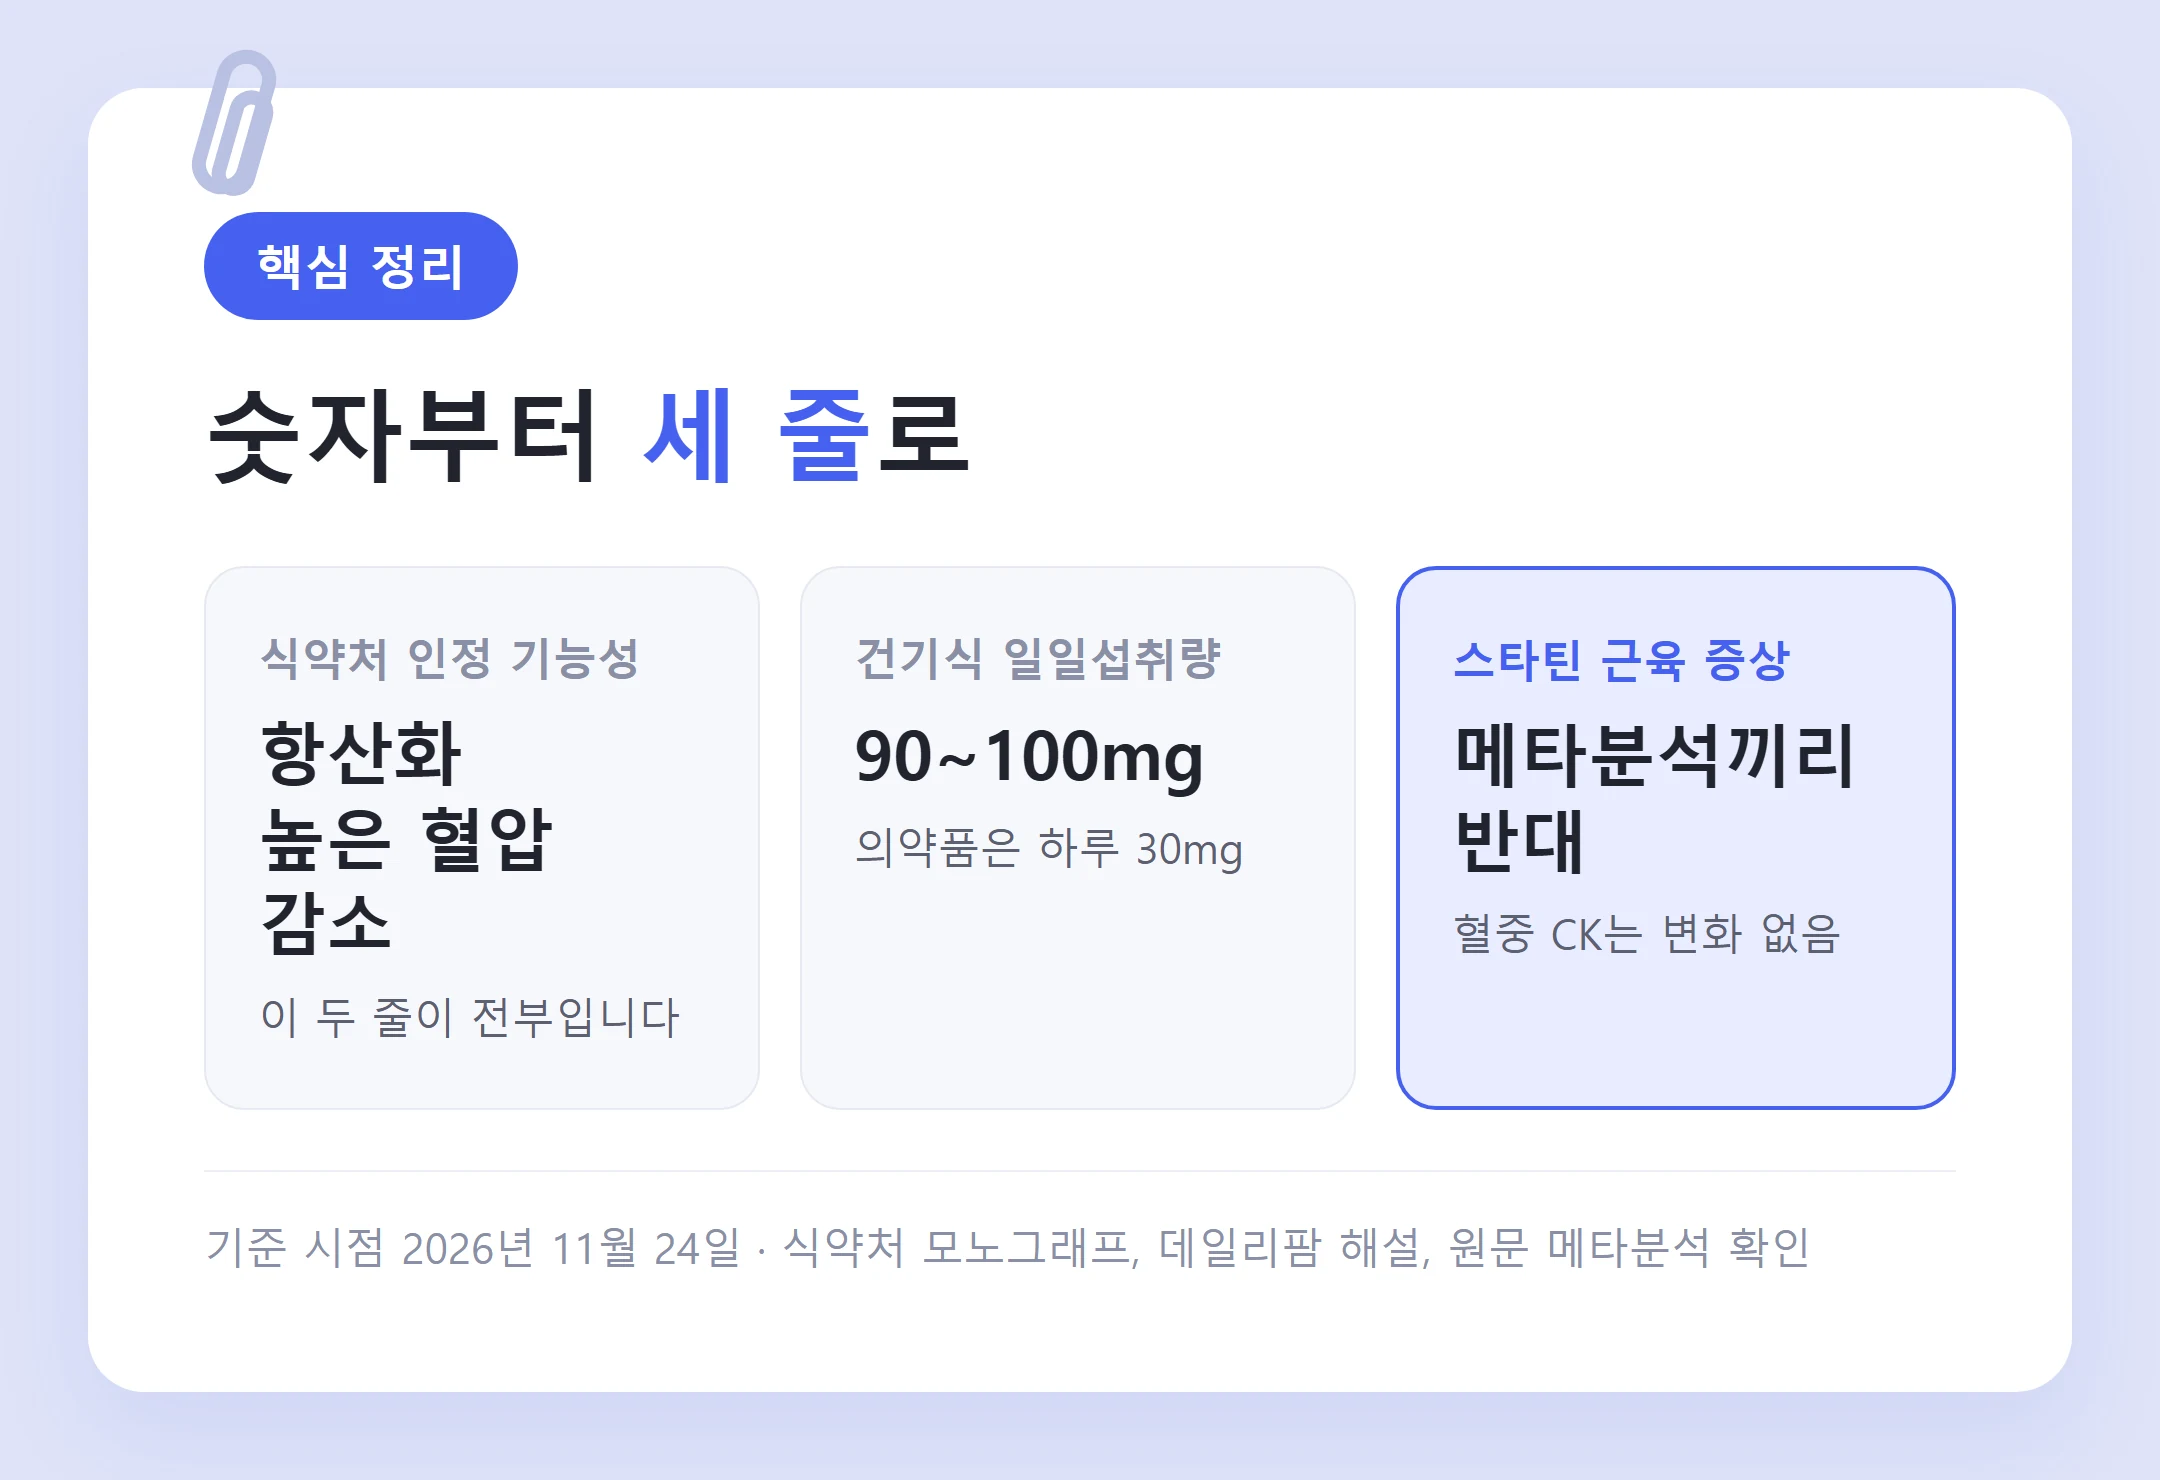 핵심 정리
숫자부터 세 줄로
식약처 인정 기능성
항산화
높은 혈압
감소
이 두 줄이 전부입니다
건기식 일일섭취량
90~100mg
의약품은 하루 30mg
스타틴 근육 증상
메타분석끼리
반대
혈중 CK는 변화 없음
기준 시점 2026년 11월 24일 · 식약처 모노그래프, 데일리팜 해설, 원문 메타분석 확인